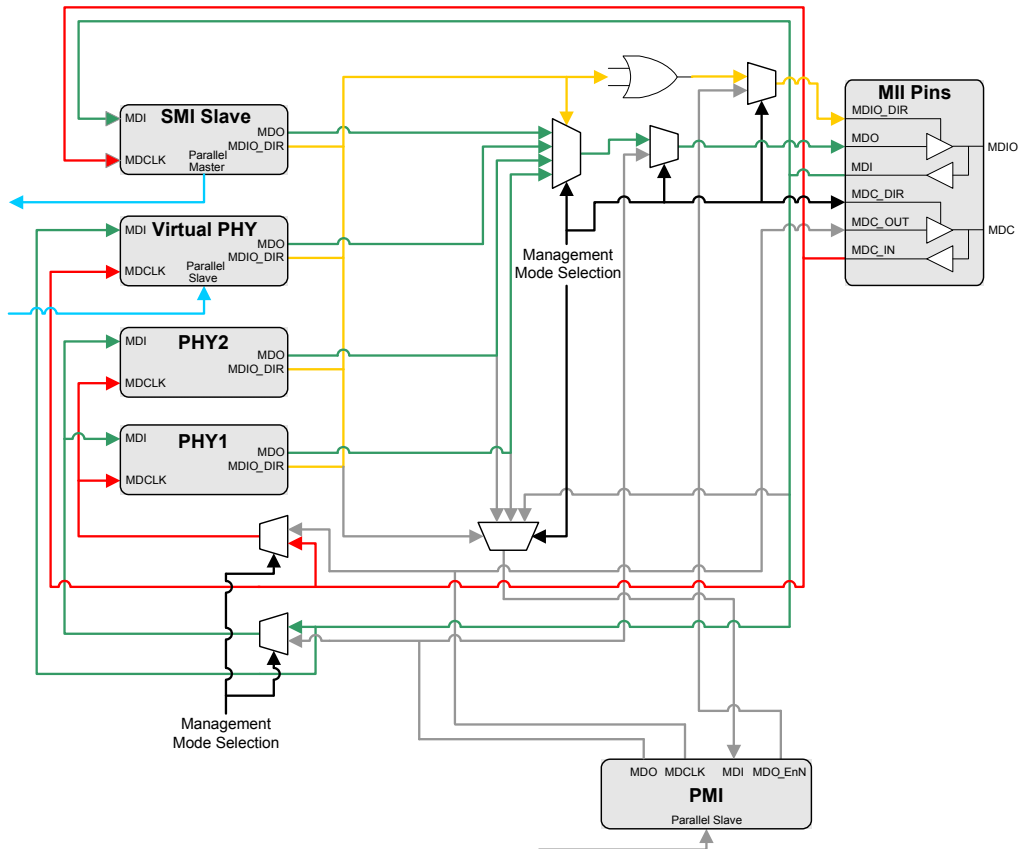 SMI Slave
MDI
MDO
MDIO_DIR
MDCLK
Parallel
Master
Virtual PHY
MDI
MDO
MDIO_DIR
MDCLK
Parallel
Slave
PHY2
MDI
MDO
MDIO_DIR
MDCLK
PHY1
MDI
MDO
MDIO_DIR
MDCLK
Management
Mode Selection
MII Pins
MDIO_DIR
MDO
MDIO
MDI
MDC_DIR
MDC_OUT
MDC
MDC_IN
Management
Mode Selection
MDO MDCLK MDI MDO_EnN
PMI
Parallel Slave